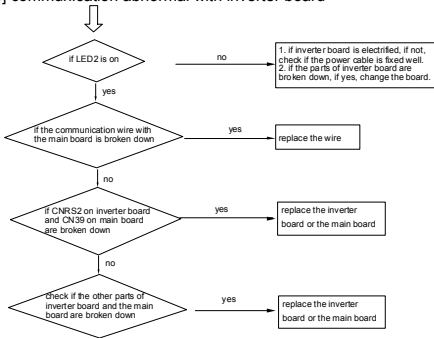 ] communication abnormal with inverter board
if LED2 is on
no
1. if inverter board is electrified, if not,
check if the power cable is fixed well.
2. if the parts of inverter board are
broken down, if yes, change the board.
yes
if the communication wire with
the main board is broken down
yes
replace the wire
no
if CNRS2 on inverter board
and CN39 on main board
are broken down
yes
replace the inverter
board or the main board
no
check if the other parts of
inverter board and the main
board are broken down
yes
replace the inverter
board or the main board